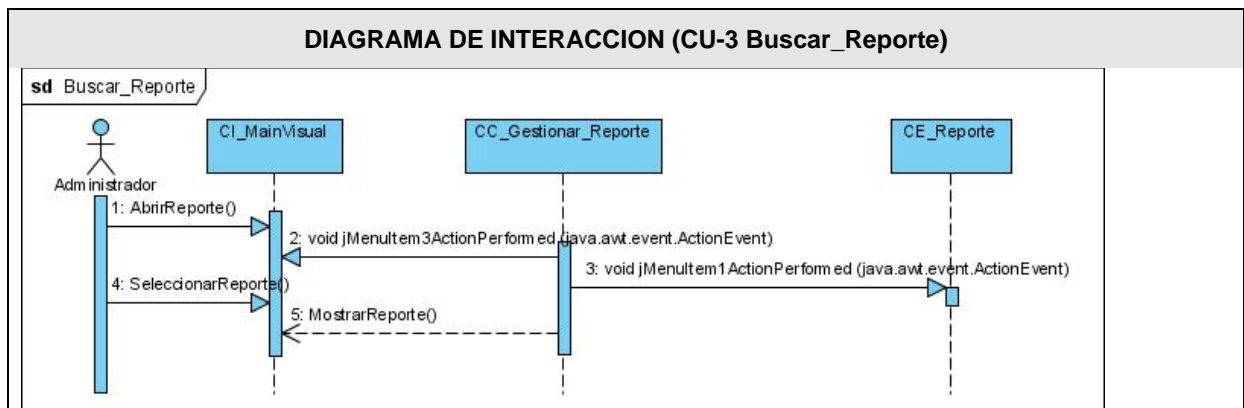 DIAGRAMA DE INTERACCION (CU-3 Buscar_Reporte)
sd Buscar_Reporte
CI_MainVisual
CC_Gestionar_Reporte
CE_Reporte
Administrador
1: AbrirReporte()
2: void jMenuItem3ActionPerformed (java.awt.event.ActionEvent)
3: void jMenuItem1ActionPerformed (java.awt.event.ActionEvent)
4: SeleccionarReporte()
5: MostrarReporte()